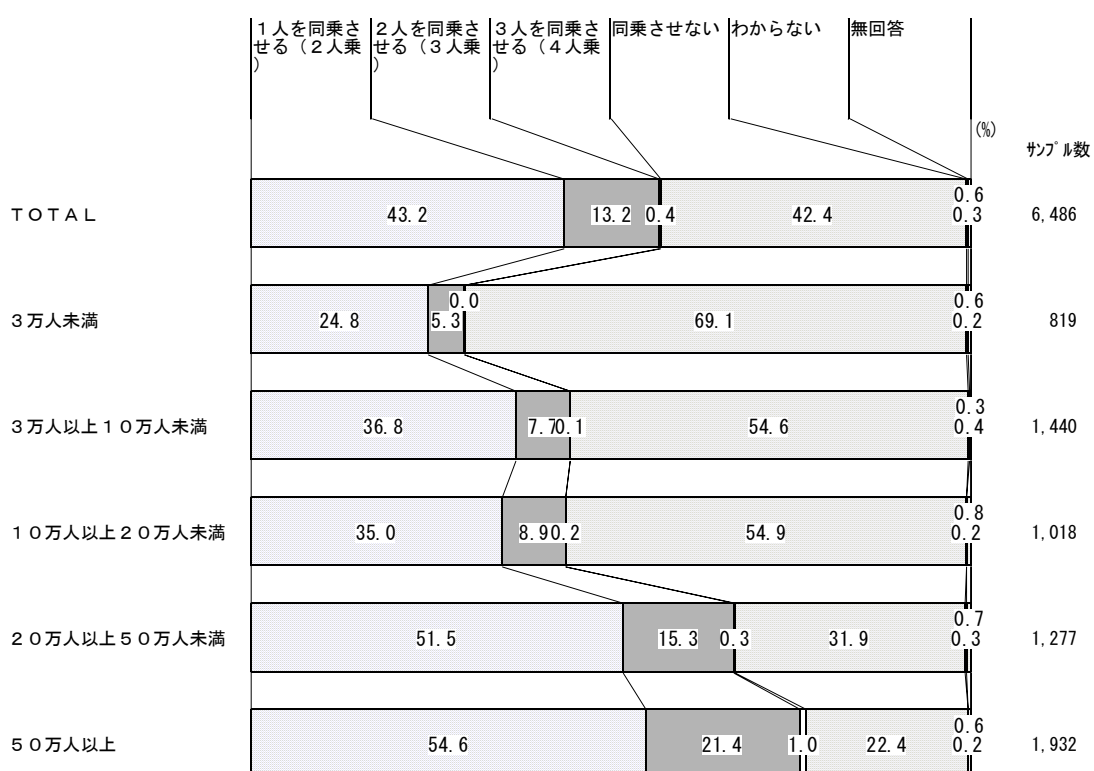 １人を同乗さ
せる（２人乗
）
２人を同乗さ
せる（３人乗
）
３人を同乗さ
せる（４人乗
）
同乗させない
わからない
無回答
(%)
ｻﾝﾌﾟﾙ数
0.6
ＴＯＴＡＬ 43.2 13.2 0.4 42.4 0.3 6,486
0.0 0.6
３万人未満 24.8 5.3 69.1 0.2 819
0.3
３万人以上１０万人未満 36.8 7.7 0.1 54.6 0.4 1,440
0.8
１０万人以上２０万人未満 35.0 8.9 0.2 54.9 0.2 1,018
0.7
２０万人以上５０万人未満 51.5 15.3 0.3 31.9 0.3 1,277
0.6
５０万人以上 54.6 21.4 1.0 22.4 0.2 1,932